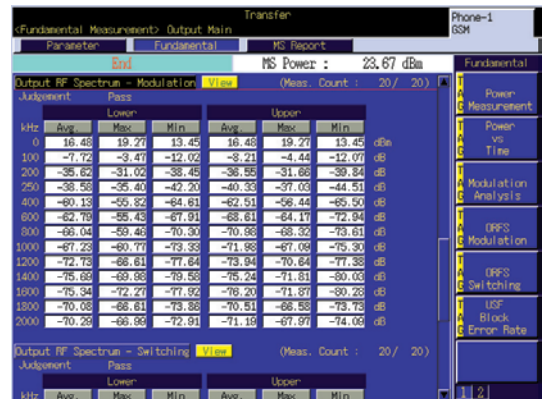 Transfer
Phone-1
<Fundamental Measurement> Output Main
GSM
Parameter Fundamental MS Report
End MS Power : 23.67 dBm Fundamental
Output RF Spectrum - Modulation View (Meas. Count : 20/ 20)
Judgement Pass
Lower Upper
kHz Avg. Max Min Avg. Max Min
0 16.48 19.27 13.45 16.48 19.27 13.45 dBm
100 -7.72 -3.47 -12.02 -8.21 -4.44 -12.07 dB
200 -35.62 -31.02 -38.45 -36.55 -31.66 -39.84 dB
250 -38.58 -35.40 -42.20 -40.33 -37.03 -44.51 dB
400 -60.13 -55.82 -64.61 -62.51 -56.44 -65.50 dB
600 -62.79 -55.43 -67.91 -68.61 -64.17 -72.94 dB
800 -66.04 -59.46 -70.30 -70.98 -68.32 -73.61 dB
1000 -67.23 -60.77 -73.33 -71.98 -67.09 -75.30 dB
1200 -72.73 -66.61 -77.64 -73.94 -70.64 -77.38 dB
1400 -75.69 -69.98 -79.58 -75.24 -71.81 -80.03 dB
1600 -75.34 -72.27 -77.92 -76.20 -71.87 -80.28 dB
1800 -70.08 -66.61 -73.86 -70.51 -66.58 -73.73 dB
2000 -70.29 -66.99 -72.91 -71.19 -67.97 -74.09 dB
Output RF Spectrum - Switching View (Meas. Count : 20/ 20)
Judgement Pass
Lower Upper
kHz Avg. Max Min Avg. Max Min
TAG Power Measurement
TAG Power vs Time
TAG Modulation Analysis
TAG ORFS Modulation
TAG ORFS Switching
TAG USF Block Error Rate
1 2